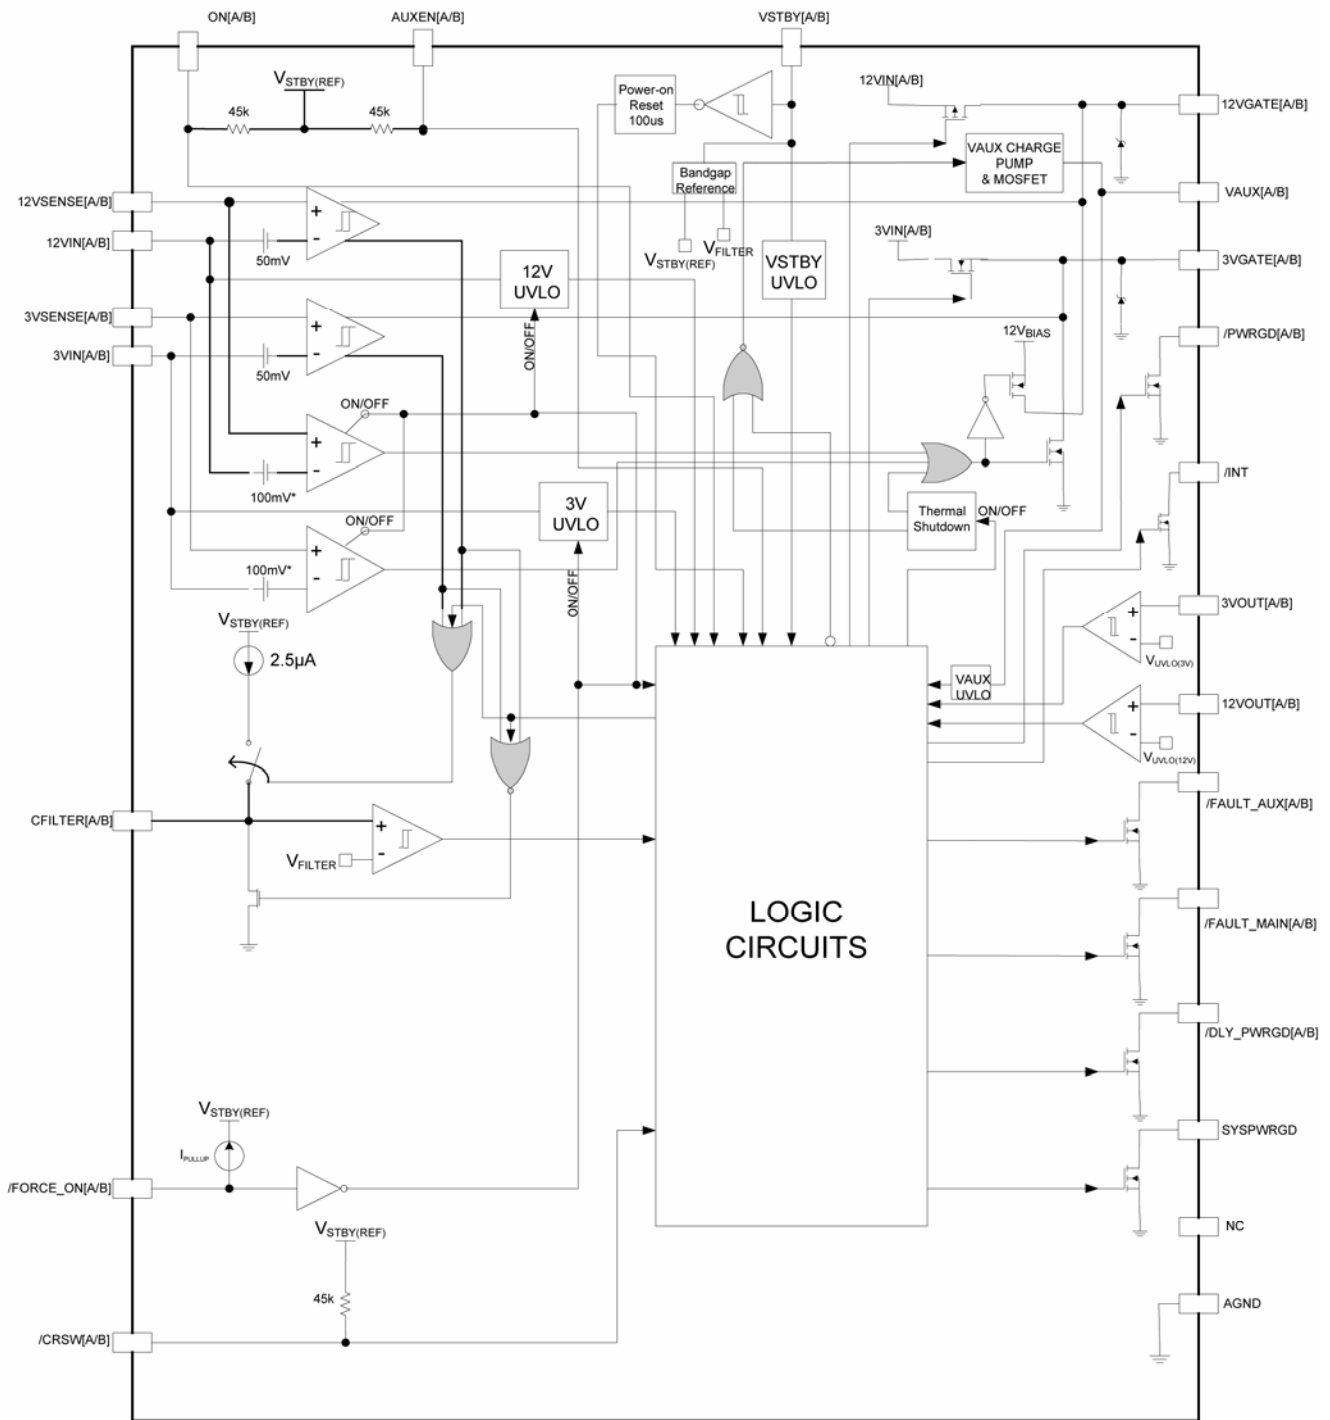 ON[A/B]
AUXEN[A/B]
VSTBY[A/B]
VSTBY(REF)
45k
45k
Power-on
Reset
100us
12VIN[A/B]
12VGATE[A/B]
VAUX CHARGE
PUMP
& MOSFET
Bandgap
Reference
VAUX[A/B]
12VSENSE[A/B]
+
-
12VIN[A/B]
50mV
VSTBY(REF)
VFILTER
3VIN[A/B]
3VGATE[A/B]
12V
UVLO
VSTBY
UVLO
3VSENSE[A/B]
+
-
3VIN[A/B]
50mV
ON/OFF
12VBIAS
/PWRGD[A/B]
ON/OFF
+
-
100mV*
/INT
3V
UVLO
Thermal
Shutdown
ON/OFF
ON/OFF
+
-
100mV*
ON/OFF
VSTBY(REF)
2.5µA
3VOUT[A/B]
+
-
VUVLO(3V)
VAUX
UVLO
12VOUT[A/B]
+
-
VUVLO(12V)
CFILTER[A/B]
+
-
VFILTER
/FAULT_AUX[A/B]
LOGIC
CIRCUITS
/FAULT_MAIN[A/B]
/DLY_PWRGD[A/B]
VSTBY(REF)
IPULLUP
/FORCE_ON[A/B]
SYSPWRGD
VSTBY(REF)
NC
45k
AGND
/CRSW[A/B]